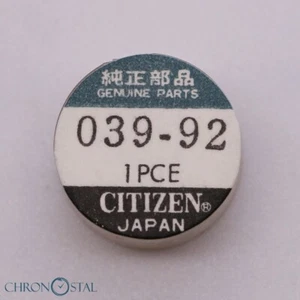 純正部品
GENUINE PARTS
039-92
1PCE
CITIZEN®
JAPAN
CHRONOSTAL